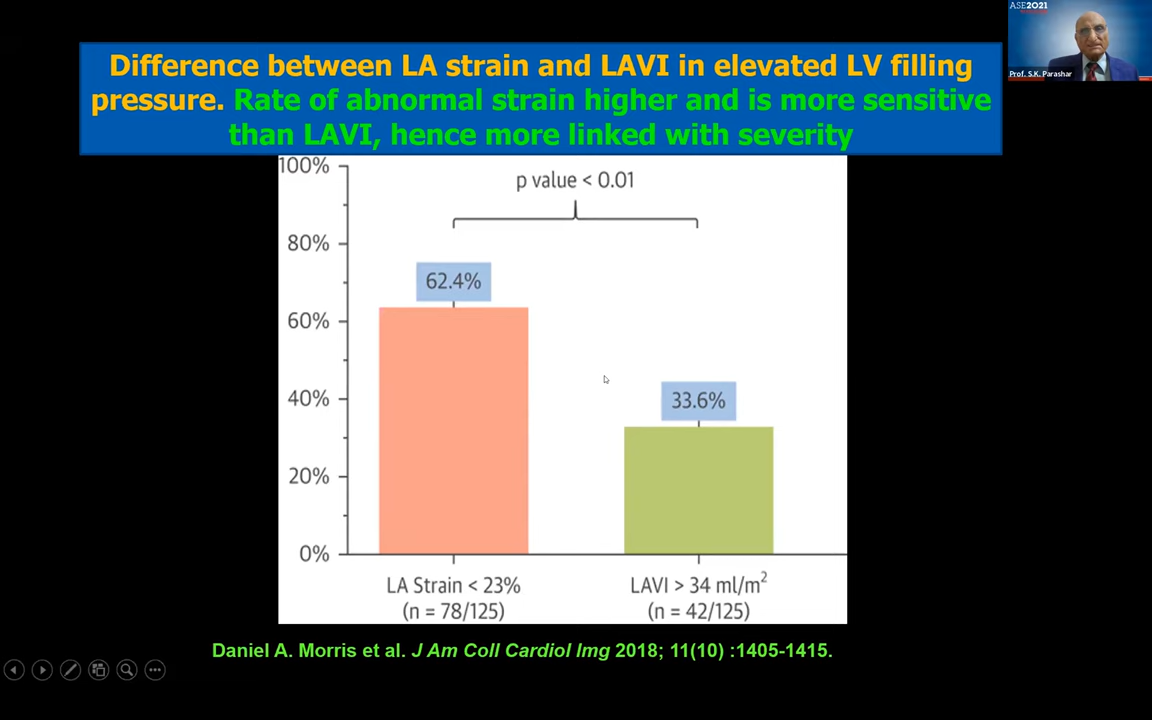 ASE2021
Prof. S.K. Parashar
Difference between LA strain and LAVI in elevated LV filling
pressure. Rate of abnormal strain higher and is more sensitive
than LAVI, hence more linked with severity
100%
p value < 0.01
80%
62.4%
60%
40%
33.6%
20%
0%
LA Strain < 23%
(n = 78/125)
LAVI > 34 ml/m²
(n = 42/125)
Daniel A. Morris et al. J Am Coll Cardiol Img 2018; 11(10) :1405-1415.